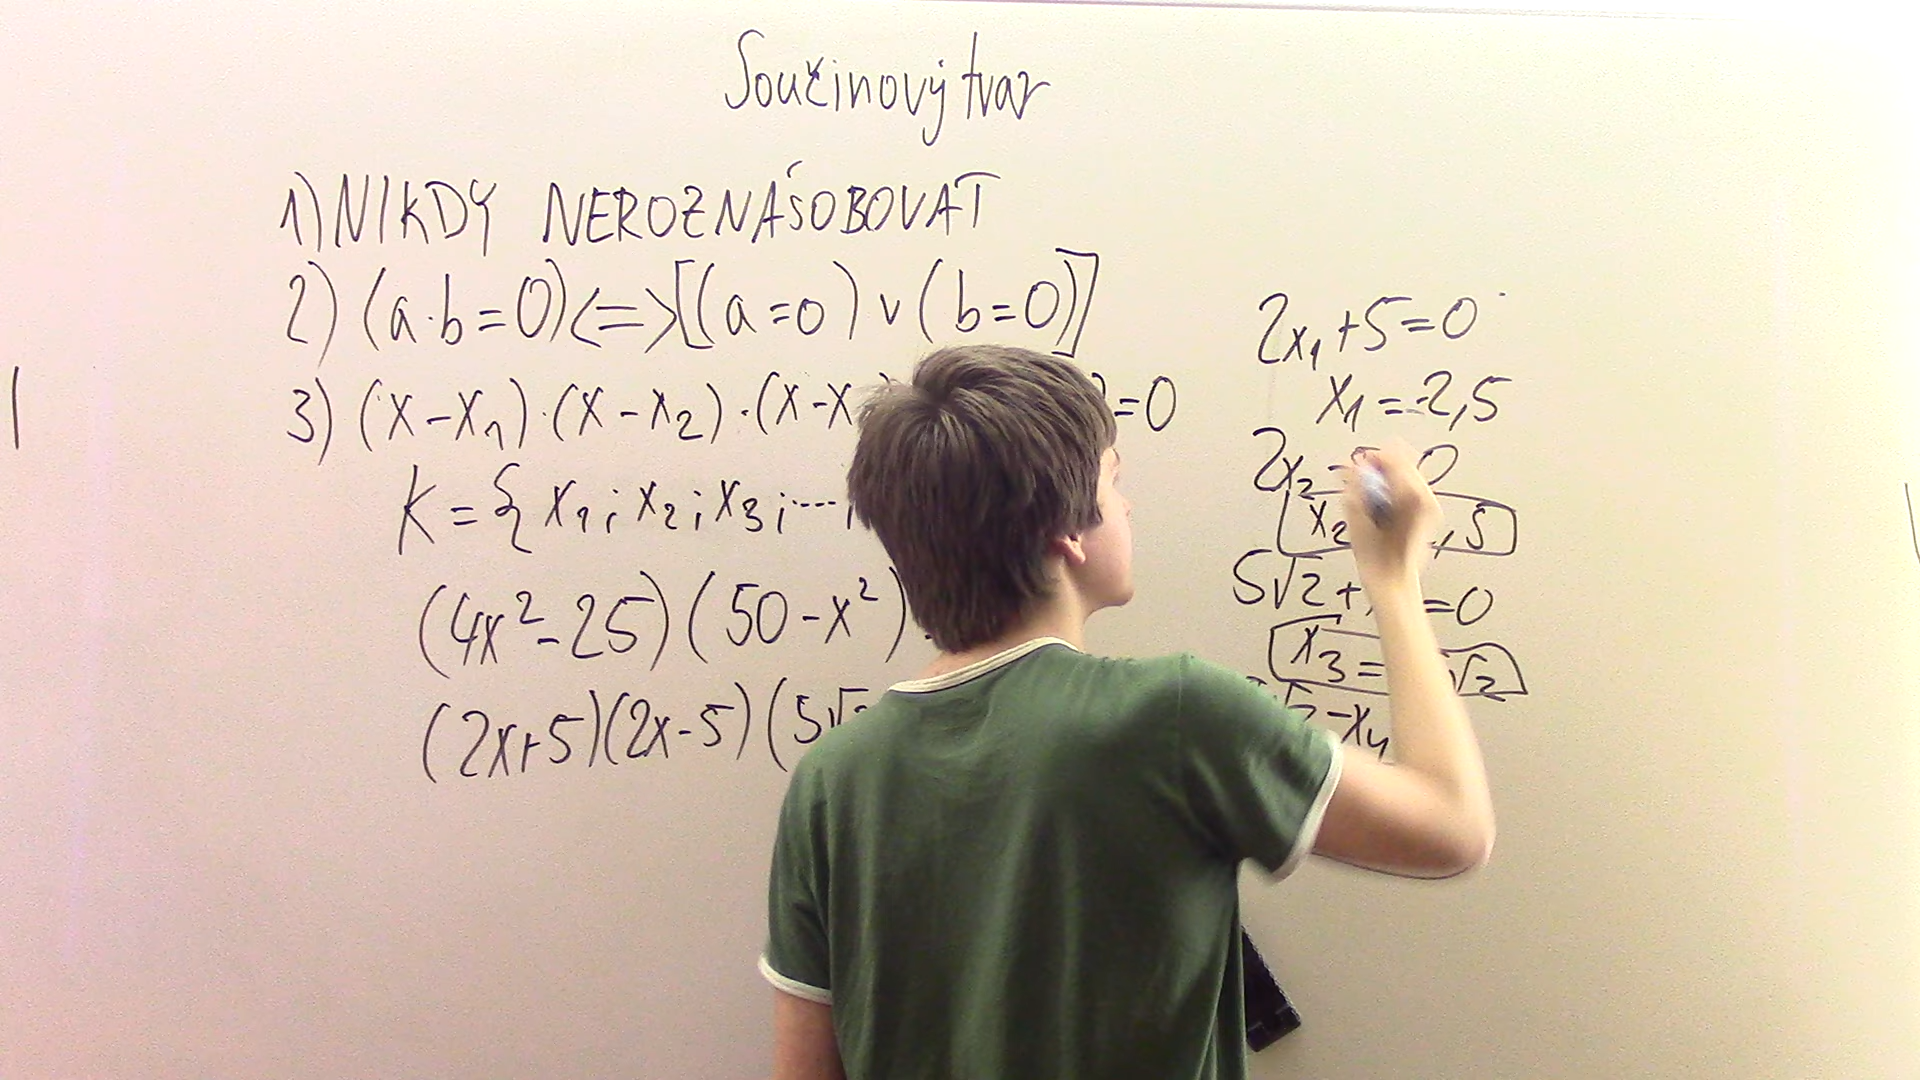 Součinový tvar
1) NIKDY NEROZNÁSOBOVAT
2) (a·b=0)<=>[(a=0) v (b=0)]
3) (x-x₁)·(x-x₂)·(x-x =0
K={x₁;x₂;x₃;....;
(4x²-25)(50-x²)
(2x+5)(2x-5)(5√2
2x₁+5=0
x₁=-2,5
2x₂- 0
x₂ ,5
5√2+ =0
x₃= √2
-x₄